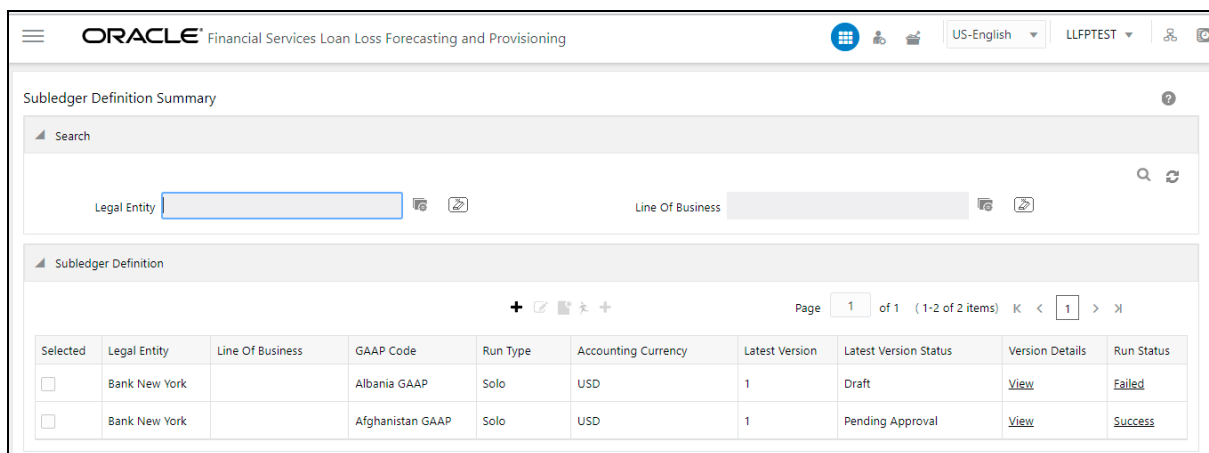 ORACLE® Financial Services Loan Loss Forecasting and Provisioning US-English LLFPTEST
Subledger Definition Summary
Search
Legal Entity Line Of Business
Subledger Definition
Page 1 of 1 (1-2 of 2 items) 1
Selected Legal Entity Line Of Business GAAP Code Run Type Accounting Currency Latest Version Latest Version Status Version Details Run Status
Bank New York Albania GAAP Solo USD 1 Draft View Failed
Bank New York Afghanistan GAAP Solo USD 1 Pending Approval View Success